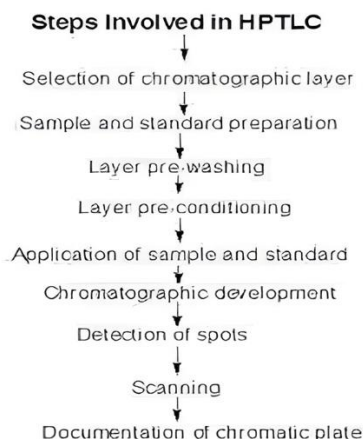 Steps Involved in HPTLC
Selection of chromatographic layer
Sample and standard preparation
Layer pre-washing
Layer pre-conditioning
Application of sample and standard
Chromatographic development
Detection of spots
Scanning
Documentation of chromatic plate